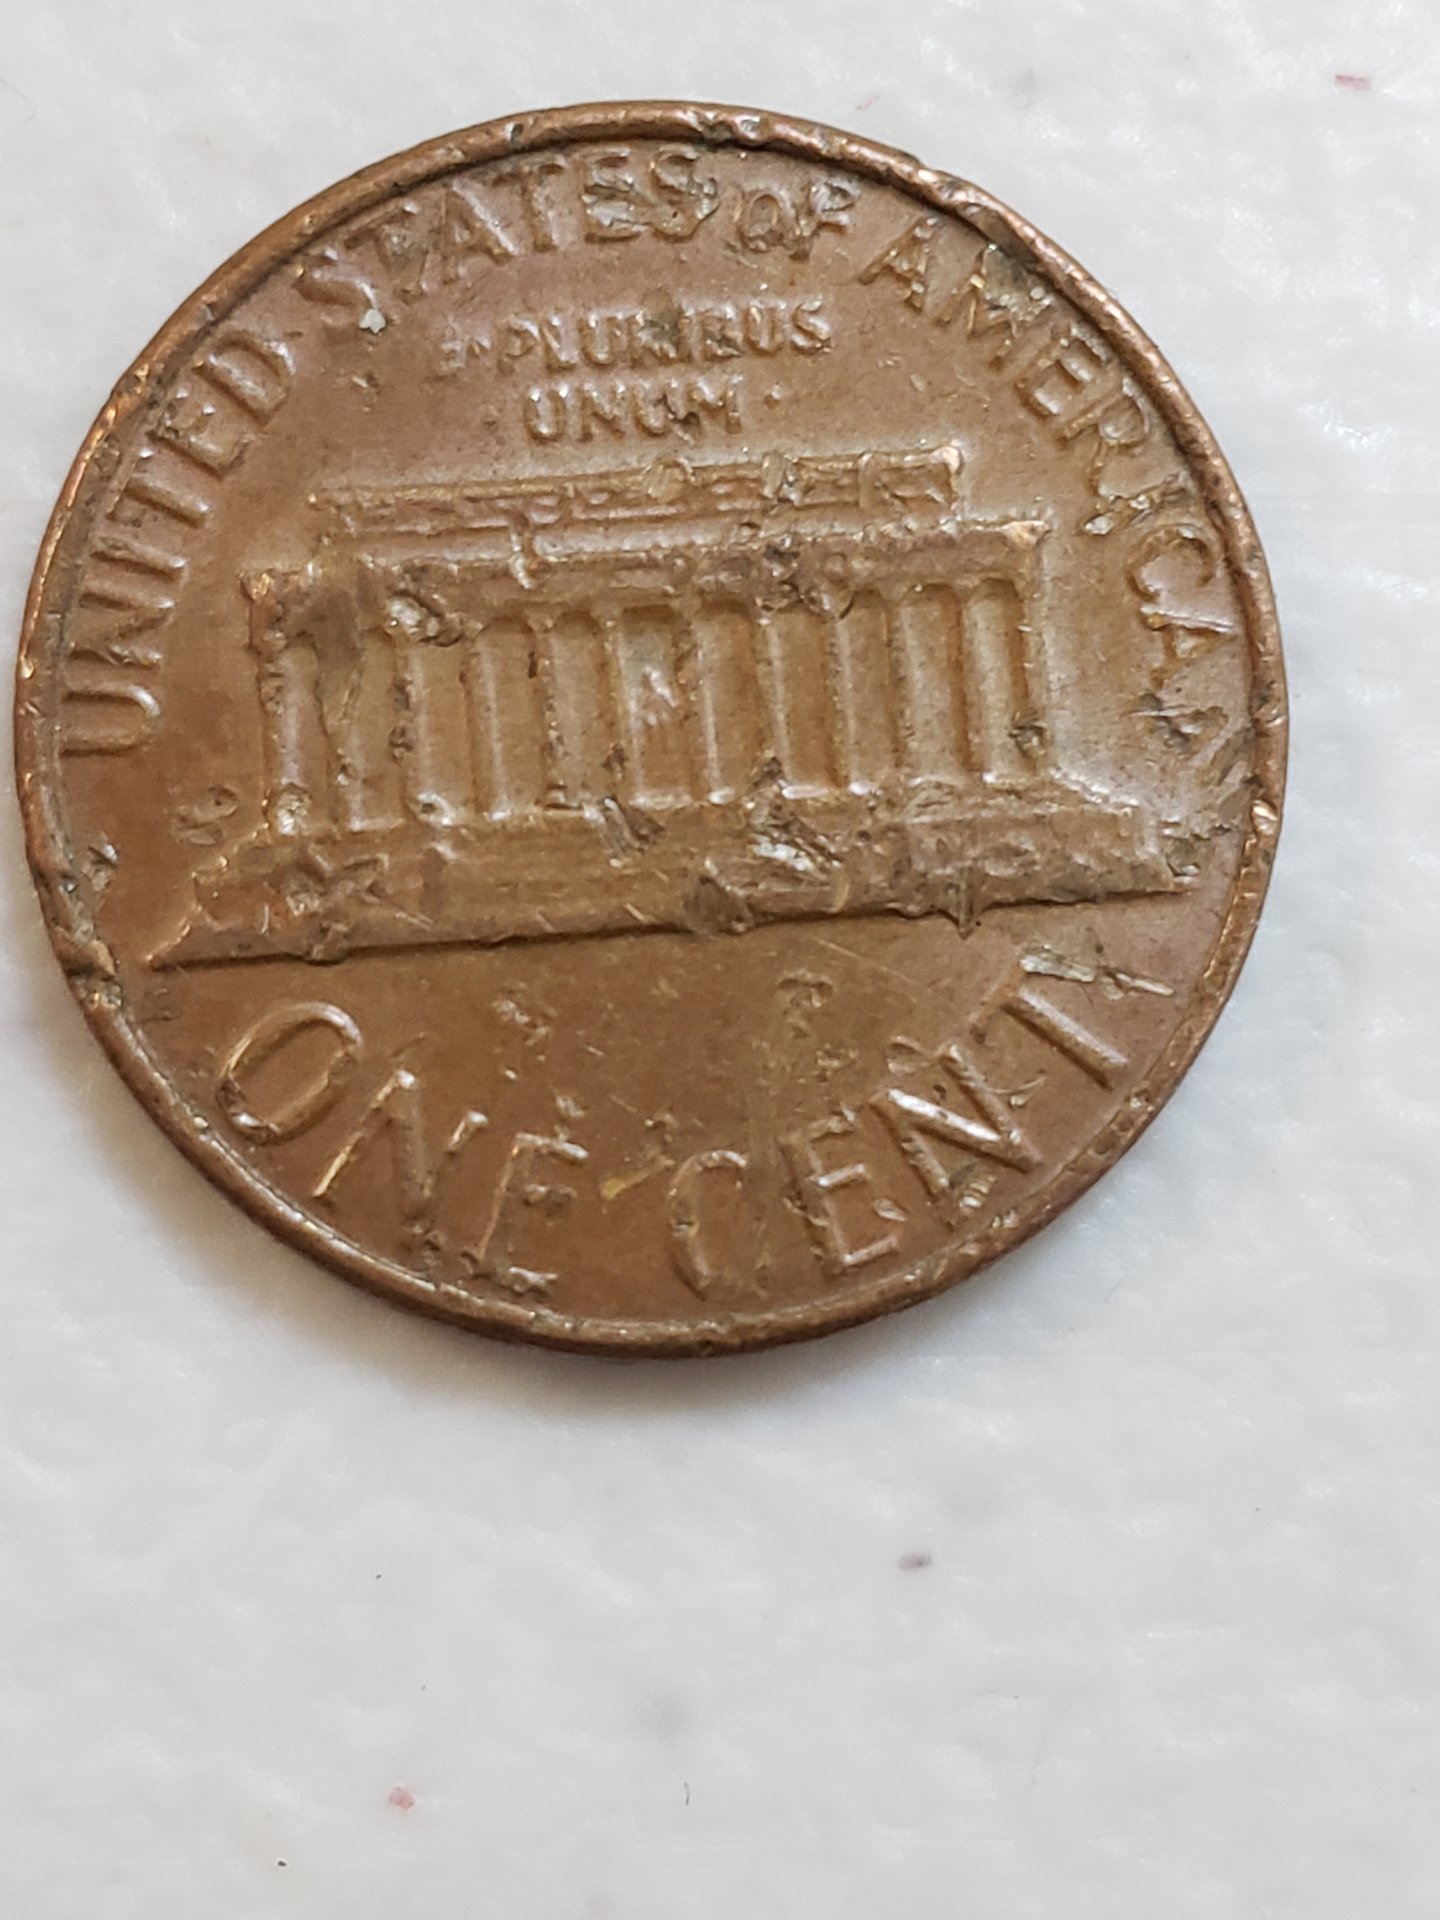 UNITED STATES OF AMERICA
E PLURIBUS
UNUM
ONE CENT